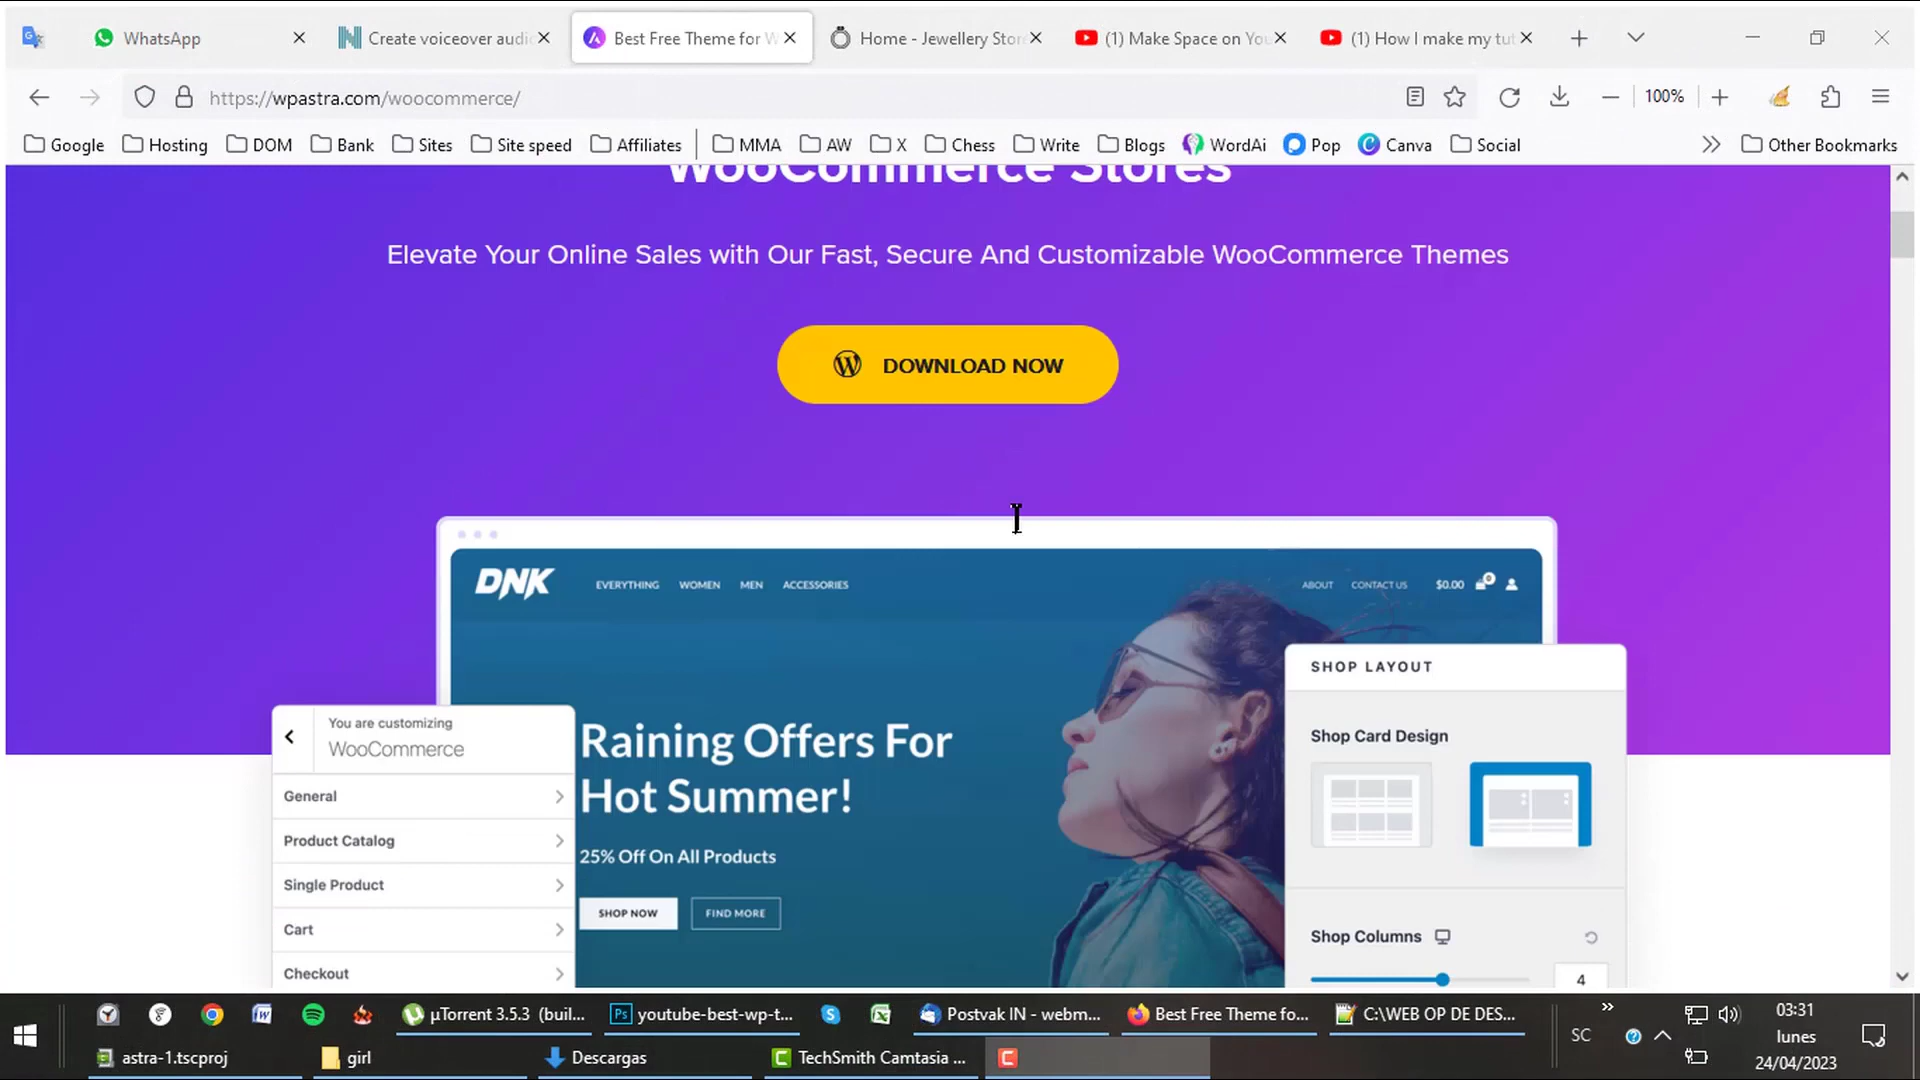 WhatsApp
Create voiceover audi
Best Free Theme for W
Home - Jewellery Stor
(1) Make Space on You
(1) How I make my tut
https://wpastra.com/woocommerce/
100%
Google
Hosting
DOM
Bank
Sites
Site speed
Affiliates
MMA
AW
X
Chess
Write
Blogs
WordAi
Pop
Canva
Social
Other Bookmarks
WooCommerce Stores
Elevate Your Online Sales with Our Fast, Secure And Customizable WooCommerce Themes
DOWNLOAD NOW
DNK
EVERYTHING
WOMEN
MEN
ACCESSORIES
ABOUT
CONTACT US
$0.00
0
SHOP LAYOUT
You are customizing
WooCommerce
Raining Offers For
Hot Summer!
Shop Card Design
General
Product Catalog
25% Off On All Products
Single Product
SHOP NOW
FIND MORE
Cart
Shop Columns
Checkout
4
µTorrent 3.5.3 (buil...
youtube-best-wp-t...
Postvak IN - webm...
Best Free Theme fo...
C:\WEB OP DE DES...
SC
03:31
lunes
24/04/2023
astra-1.tscproj
girl
Descargas
TechSmith Camtasia ...